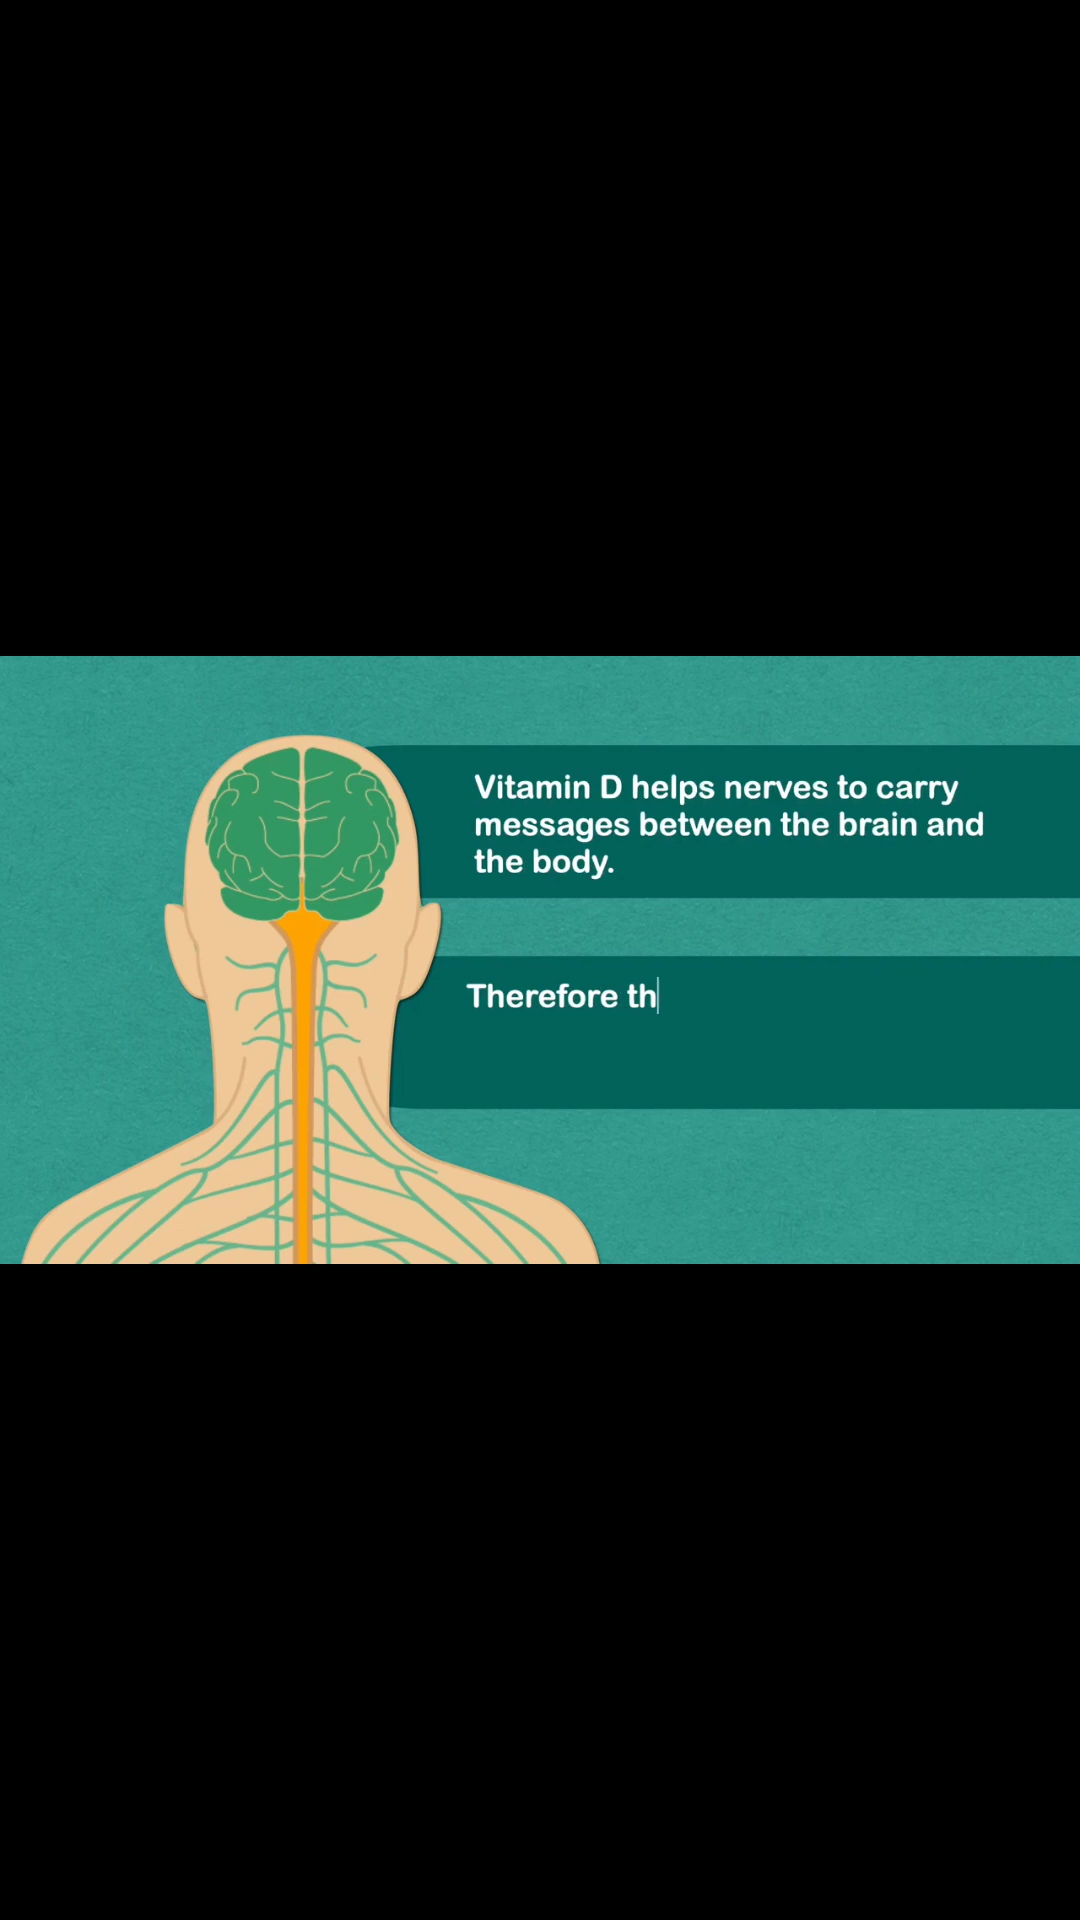 Vitamin D helps nerves to carry
messages between the brain and
the body.
Therefore th